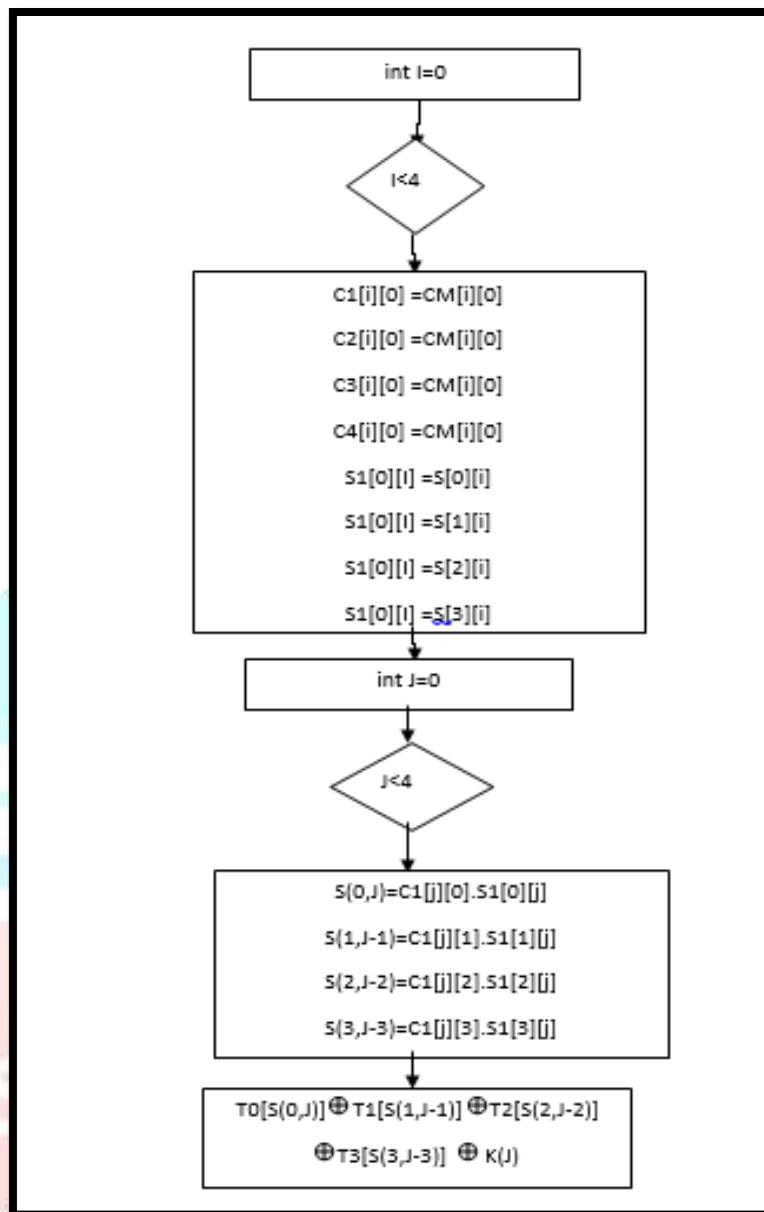 int I=0
I<4
C1[i][0] =CM[i][0]
C2[i][0] =CM[i][0]
C3[i][0] =CM[i][0]
C4[i][0] =CM[i][0]
S1[0][I] =S[0][i]
S1[0][I] =S[1][i]
S1[0][I] =S[2][i]
S1[0][I] =S[3][i]
int J=0
J<4
S(0,J)=C1[j][0].S1[0][j]
S(1,J-1)=C1[j][1].S1[1][j]
S(2,J-2)=C1[j][2].S1[2][j]
S(3,J-3)=C1[j][3].S1[3][j]
T0[S(0,J)]⊕T1[S(1,J-1)] ⊕T2[S(2,J-2)]
⊕T3[S(3,J-3)] ⊕ K(J)